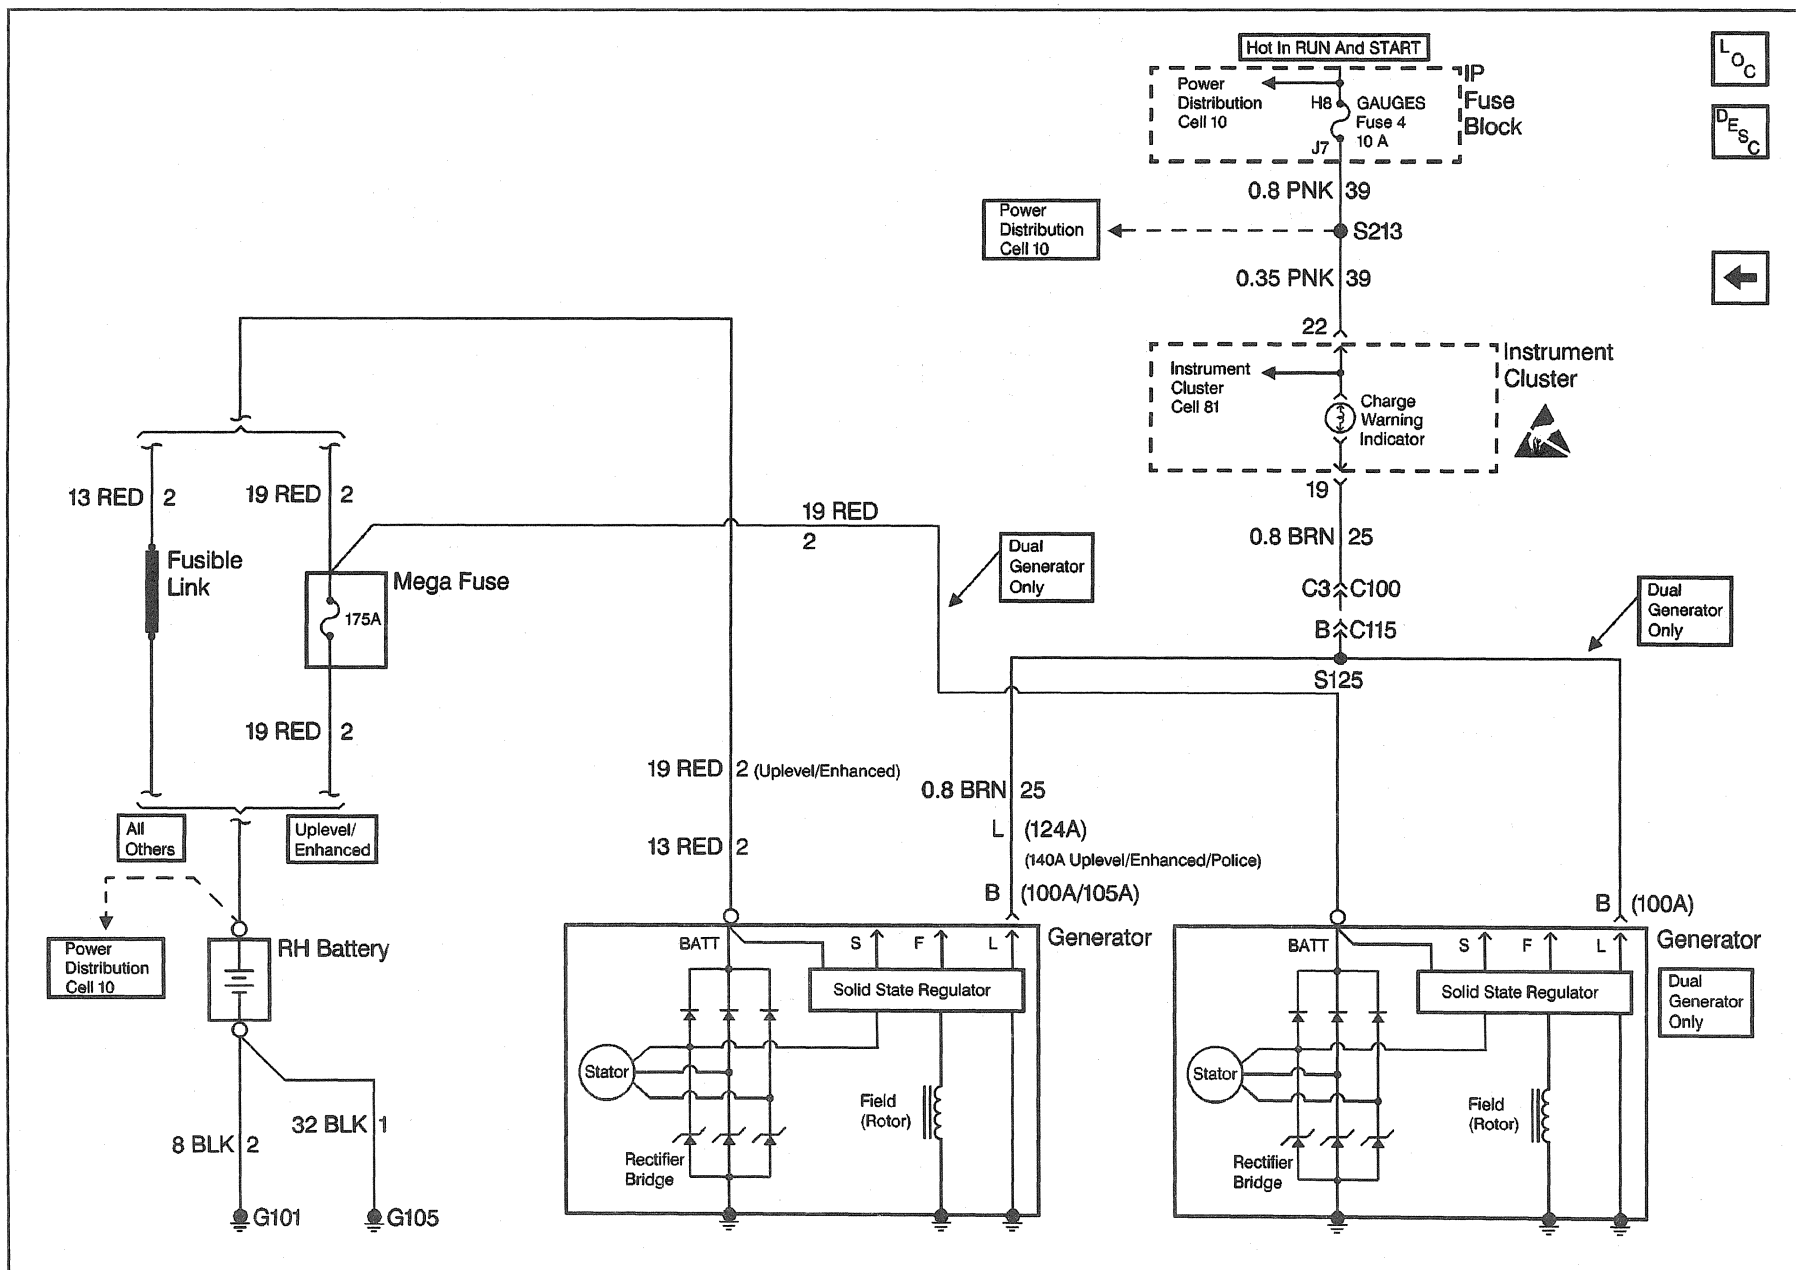 Hot In RUN And START
LOC
Power
Distribution
Cell 10
H8
GAUGES
Fuse 4
10 A
J7
IP
Fuse
Block
DESC
0.8 PNK 39
Power
Distribution
Cell 10
S213
0.35 PNK 39
22
Instrument
Cluster
Cell 81
Charge
Warning
Indicator
Instrument
Cluster
19
0.8 BRN 25
C3 C100
B C115
S125
Dual
Generator
Only
Dual
Generator
Only
13 RED 2
19 RED 2
19 RED
2
Fusible
Link
Mega Fuse
175A
19 RED 2
19 RED 2 (Uplevel/Enhanced)
13 RED 2
0.8 BRN 25
L (124A)
(140A Uplevel/Enhanced/Police)
B (100A/105A)
B (100A)
All
Others
Uplevel/
Enhanced
Power
Distribution
Cell 10
RH Battery
8 BLK 2
32 BLK 1
G101
G105
Generator
BATT
S
F
L
Solid State Regulator
Stator
Field
(Rotor)
Rectifier
Bridge
Generator
BATT
S
F
L
Solid State Regulator
Dual
Generator
Only
Stator
Field
(Rotor)
Rectifier
Bridge